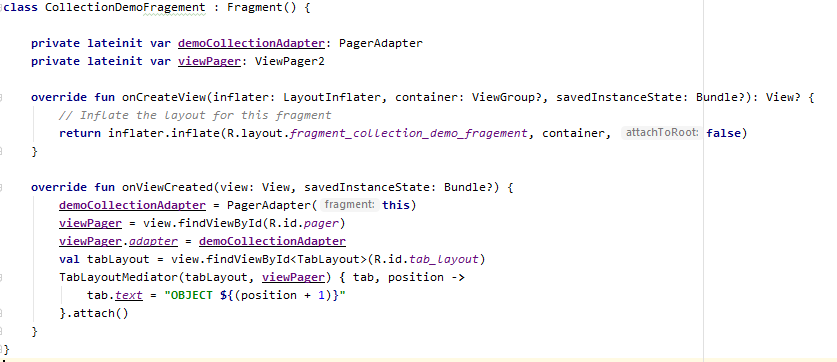 class CollectionDemoFragement : Fragment() {
private lateinit var demoCollectionAdapter: PagerAdapter
private lateinit var viewPager: ViewPager2
override fun onCreateView(inflater: LayoutInflater, container: ViewGroup?, savedInstanceState: Bundle?): View? {
// Inflate the layout for this fragment
return inflater.inflate(R.layout.fragment_collection_demo_fragement, container, attachToRoot: false)
}
override fun onViewCreated(view: View, savedInstanceState: Bundle?) {
demoCollectionAdapter = PagerAdapter( fragment: this)
viewPager = view.findViewById(R.id.pager)
viewPager.adapter = demoCollectionAdapter
val tabLayout = view.findViewById<TabLayout>(R.id.tab_layout)
TabLayoutMediator(tabLayout, viewPager) { tab, position ->
tab.text = "OBJECT ${(position + 1)}"
}.attach()
}
}